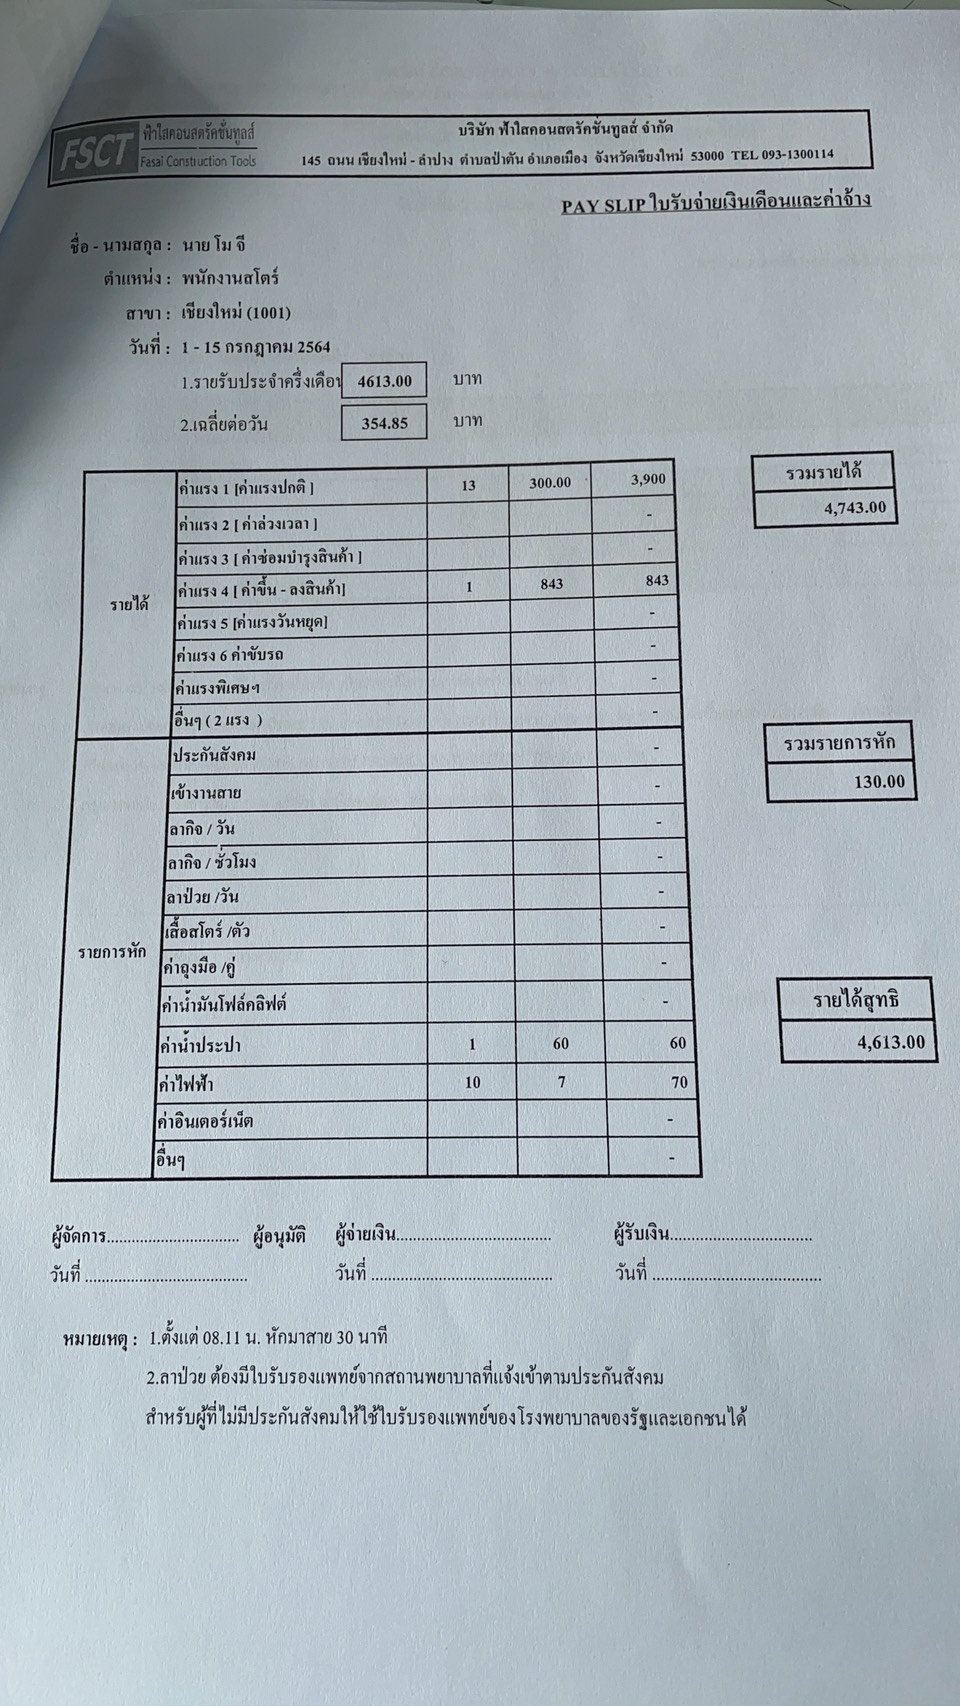 FSCT ฟ้าใสคอนสตรัคชั่นทูลส์
Fasai Construction Tools
บริษัท ฟ้าใสคอนสตรัคชั่นทูลส์ จำกัด
145 ถนน เชียงใหม่ - ลำปาง ตำบลป่าตัน อำเภอเมือง จังหวัดเชียงใหม่ 53000 TEL 093-1300114
PAY SLIP ใบรับจ่ายเงินเดือนและค่าจ้าง
ชื่อ - นามสกุล : นาย โม จี
ตำแหน่ง : พนักงานสโตร์
สาขา : เชียงใหม่ (1001)
วันที่ : 1 - 15 กรกฎาคม 2564
1.รายรับประจำครึ่งเดือน 4613.00 บาท
2.เฉลี่ยต่อวัน 354.85 บาท
รายได้
ค่าแรง 1 [ค่าแรงปกติ ] 13 300.00 3,900
ค่าแรง 2 [ ค่าล่วงเวลา ] -
ค่าแรง 3 [ ค่าซ่อมบำรุงสินค้า ] -
ค่าแรง 4 [ ค่าขึ้น - ลงสินค้า] 1 843 843
ค่าแรง 5 [ค่าแรงวันหยุด] -
ค่าแรง 6 ค่าขับรถ -
ค่าแรงพิเศษฯ -
อื่นๆ ( 2 แรง ) -
รวมรายได้
4,743.00
รายการหัก
ประกันสังคม -
เข้างานสาย -
ลากิจ / วัน -
ลากิจ / ชั่วโมง -
ลาป่วย /วัน -
เสื้อสโตร์ /ตัว -
ค่าถุงมือ /คู่ -
ค่าน้ำมันโฟล์คลิฟต์ -
ค่าน้ำประปา 1 60 60
ค่าไฟฟ้า 10 7 70
ค่าอินเตอร์เน็ต -
อื่นๆ -
รวมรายการหัก
130.00
รายได้สุทธิ
4,613.00
ผู้จัดการ................................ ผู้อนุมัติ ผู้จ่ายเงิน..................................... ผู้รับเงิน..................................
วันที่ ....................................... วันที่ ........................................... วันที่ .........................................
หมายเหตุ : 1.ตั้งแต่ 08.11 น. หักมาสาย 30 นาที
2.ลาป่วย ต้องมีใบรับรองแพทย์จากสถานพยาบาลที่แจ้งเข้าตามประกันสังคม
สำหรับผู้ที่ไม่มีประกันสังคมให้ใช้ใบรับรองแพทย์ของโรงพยาบาลของรัฐและเอกชนได้